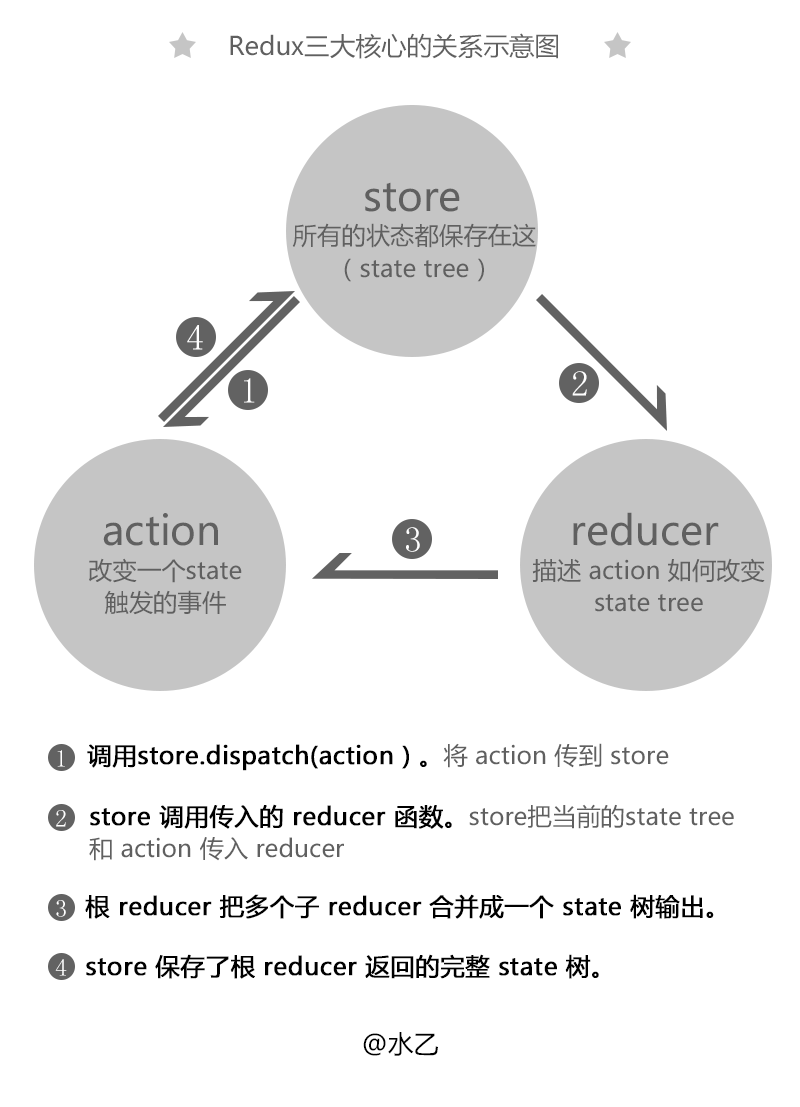 Redux三大核心的关系示意图
store
所有的状态都保存在这
（ state tree ）
4
1
2
3
action
改变一个state
触发的事件
reducer
描述 action 如何改变
state tree
1 调用store.dispatch(action ) 。将 action 传到 store
2 store 调用传入的 reducer 函数。store把当前的state tree
和 action 传入 reducer
3 根 reducer 把多个子 reducer 合并成一个 state 树输出。
4 store 保存了根 reducer 返回的完整 state 树。
@水乙